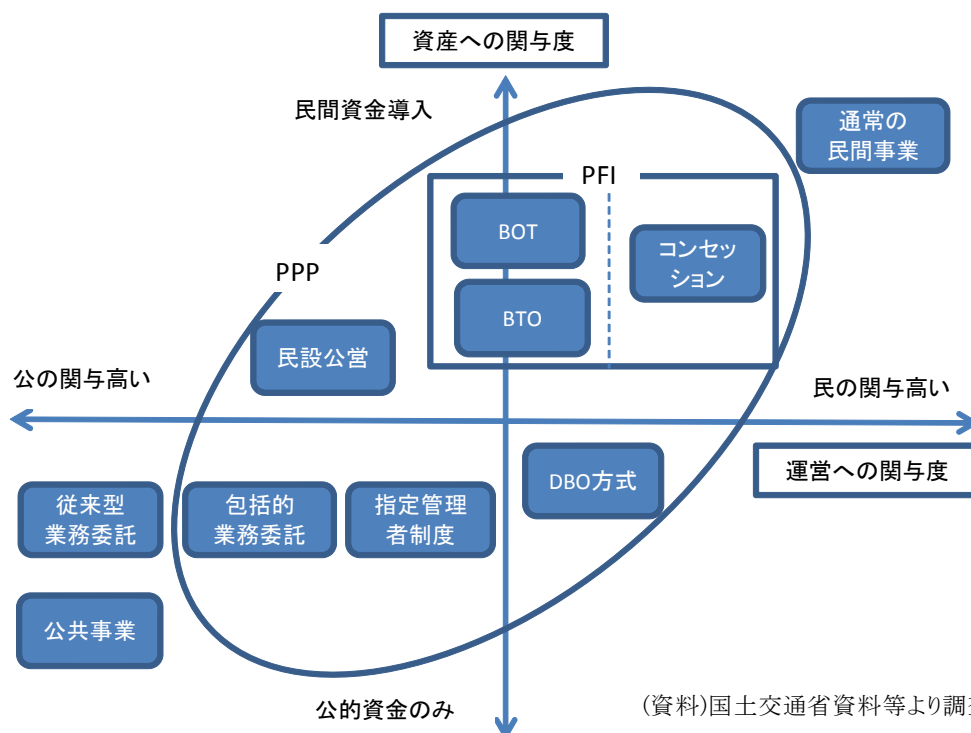 資産への関与度
民間資金導入
通常の
民間事業
PFI
BOT
コンセッ
ション
PPP
BTO
民設公営
公の関与高い
民の関与高い
運営への関与度
DBO方式
従来型
業務委託
包括的
業務委託
指定管理
者制度
公共事業
公的資金のみ
(資料)国土交通省資料等より調